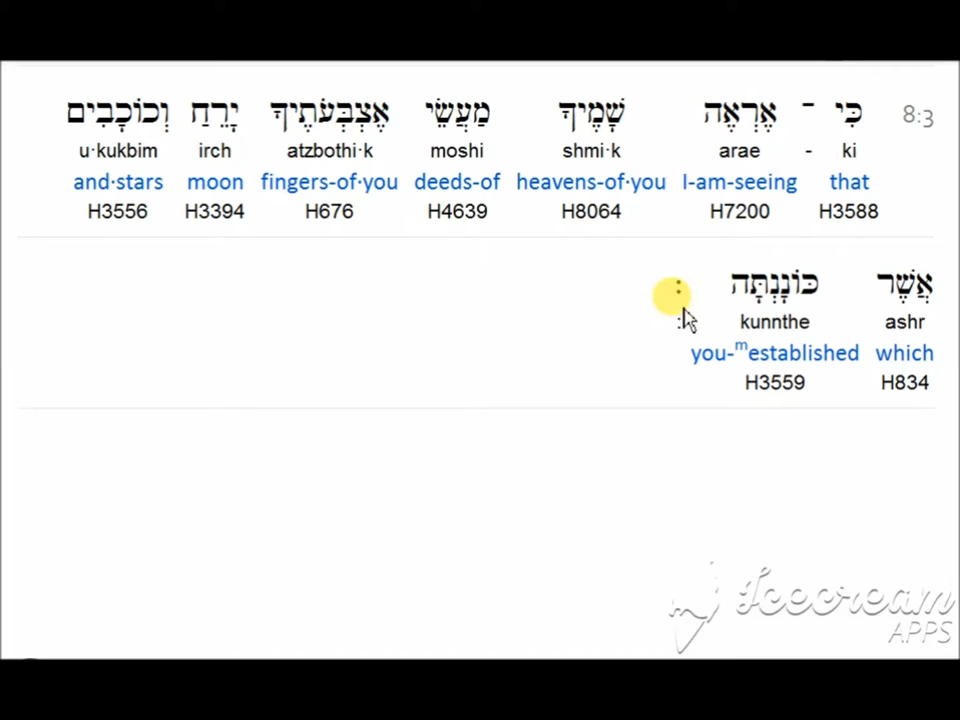 8:3 כִּי ־ אֶרְאֶה שָׁמֶיךָ מַעֲשֵׂי אֶצְבְּעֹתֶיךָ יָרֵחַ וְכוֹכָבִים
u·kukbim irch atzbothi·k moshi shmi·k arae - ki
and·stars moon fingers-of·you deeds-of heavens-of·you I-am-seeing that
H3556 H3394 H676 H4639 H8064 H7200 H3588
אֲשֶׁר כּוֹנָנְתָּה :
: kunnthe ashr
you-ᵐestablished which
H3559 H834
Icecream
APPS